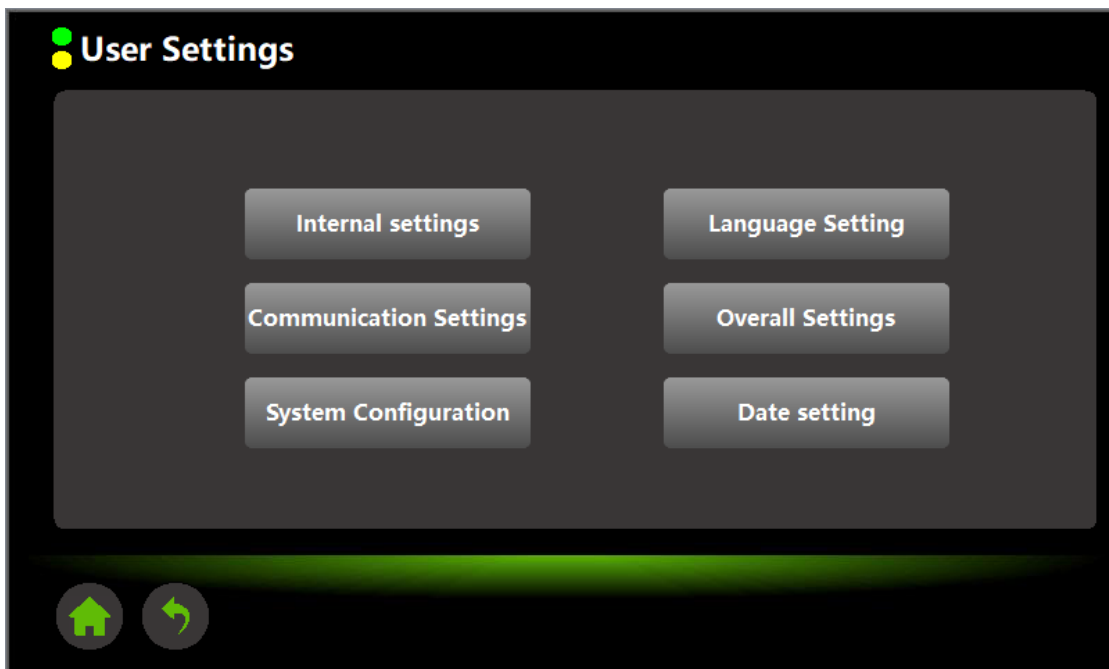 User Settings
Internal settings
Language Setting
Communication Settings
Overall Settings
System Configuration
Date setting